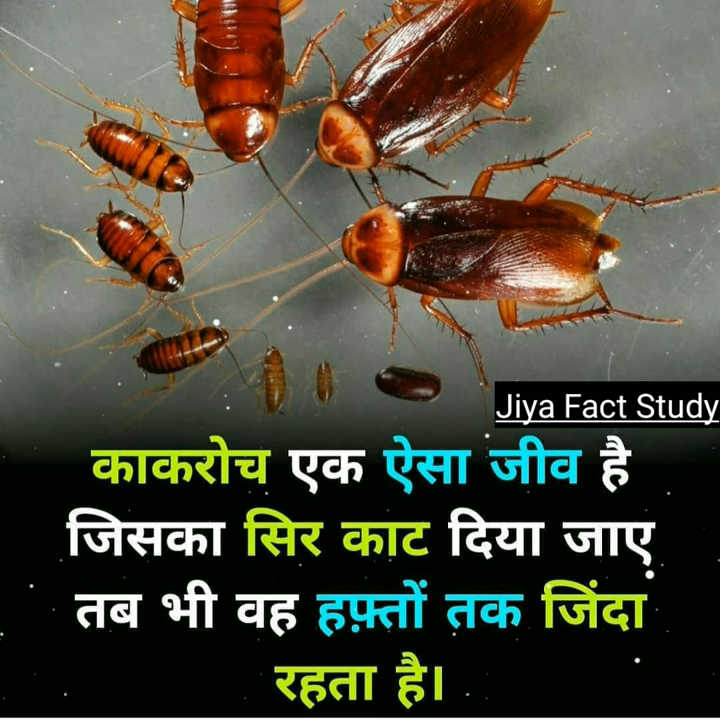 Jiya Fact Study
काकरोच एक ऐसा जीव है
जिसका सिर काट दिया जाए
तब भी वह हफ़्तों तक जिंदा
रहता है।